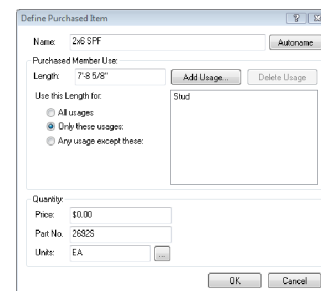 Define Purchased Item
Name: 2x6 SPF Autoname
Purchased Member Use:
Length: 7'-8 5/8" Add Usage... Delete Usage
Use this Length for: Stud
All usages
Only these usages:
Any usage except these:
Quantity:
Price: $0.00
Part No. 2692S
Units: EA ...
OK Cancel